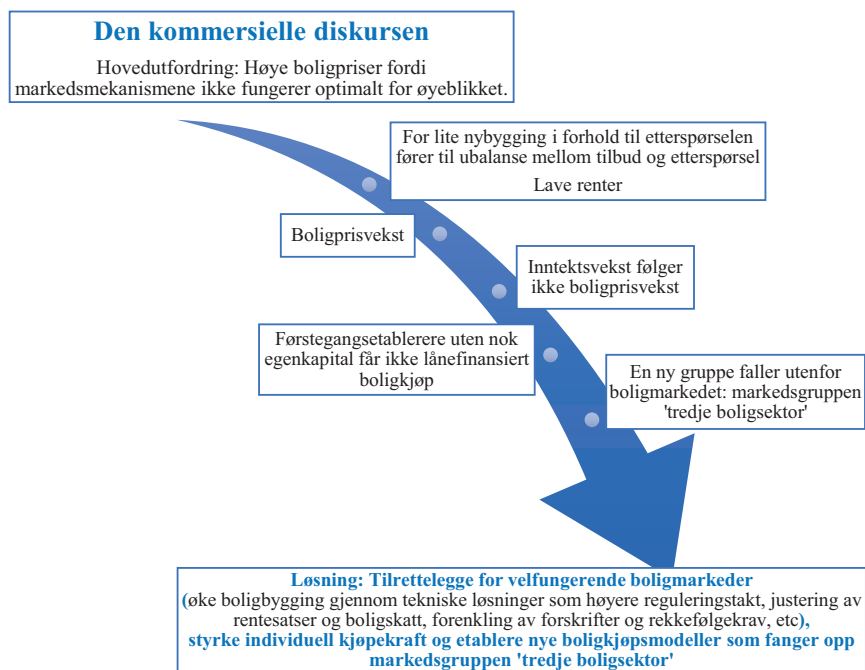 Den kommersielle diskursen
Hovedutfordring: Høye boligpriser fordi
markedsmekanismene ikke fungerer optimalt for øyeblikket.
For lite nybygging i forhold til etterspørselen
fører til ubalanse mellom tilbud og etterspørsel
Lave renter
Boligprisvekst
Inntektsvekst følger
ikke boligprisvekst
Førstegangsetablerere uten nok
egenkapital får ikke lånefinansiert
boligkjøp
En ny gruppe faller utenfor
boligmarkedet: markedsgruppen
'tredje boligsektor'
Løsning: Tilrettelegge for velfungerende boligmarkeder
(øke boligbygging gjennom tekniske løsninger som høyere reguleringstakt, justering av
rentesatser og boligskatt, forenkling av forskrifter og rekkefølgekrav, etc),
styrke individuell kjøpekraft og etablere nye boligkjøpsmodeller som fanger opp
markedsgruppen 'tredje boligsektor'